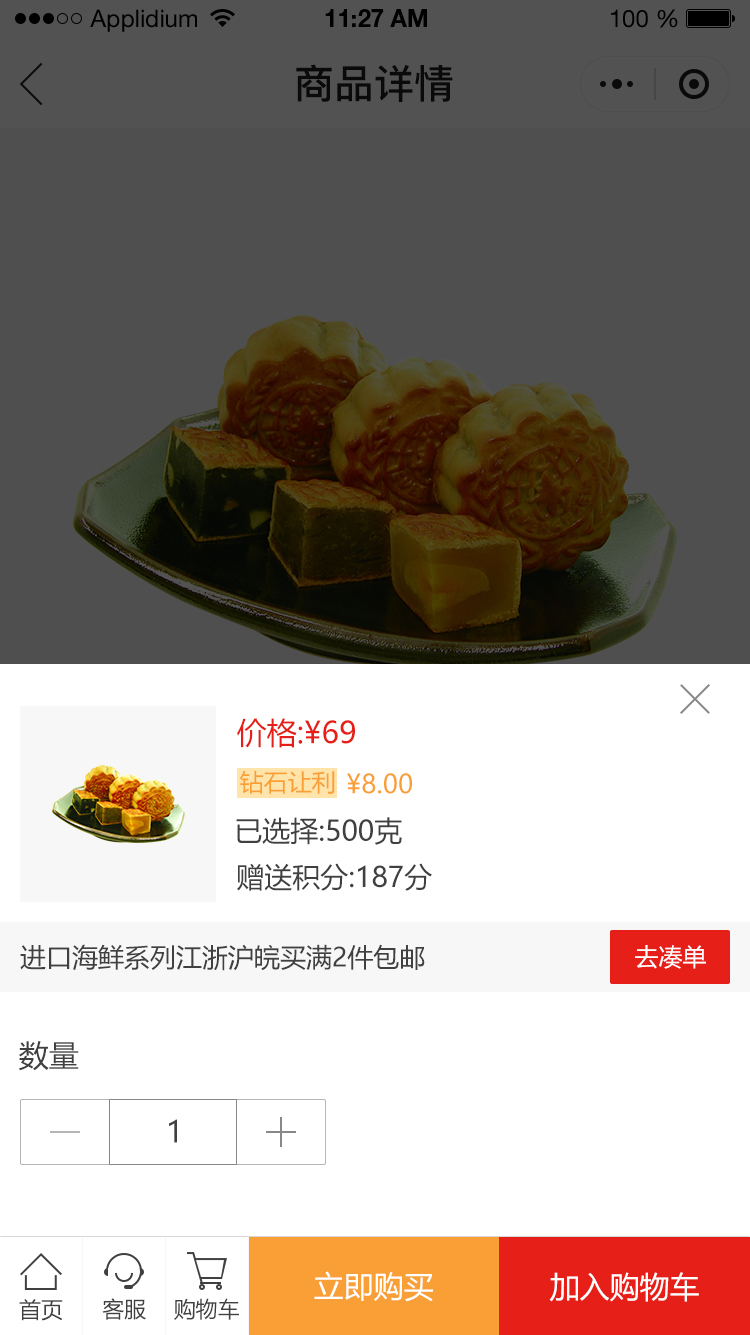 Applidium 11:27 AM 100 %
商品详情
价格:¥69
钻石让利 ¥8.00
已选择:500克
赠送积分:187分
进口海鲜系列江浙沪皖买满2件包邮 去凑单
数量
1
首页 客服 购物车 立即购买 加入购物车